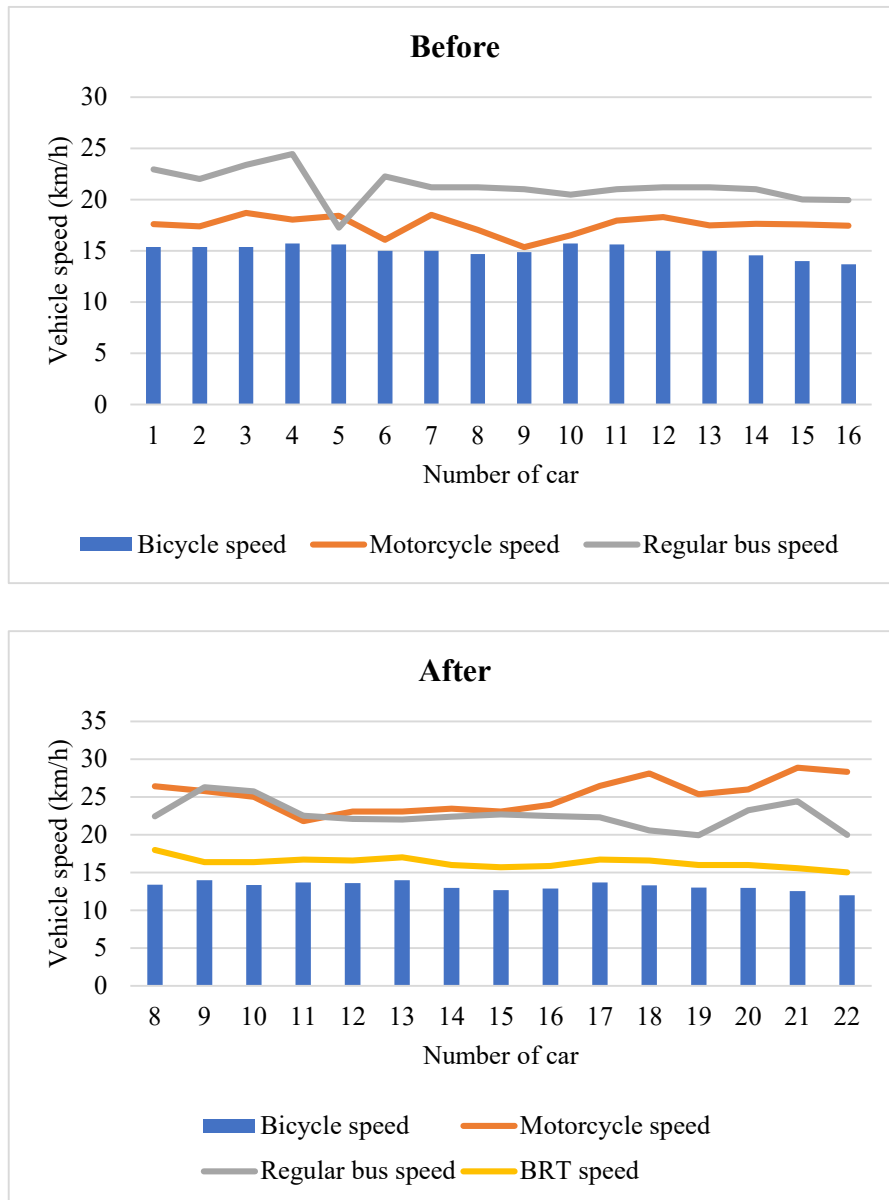 Before
30
25
20
15
10
5
0
Vehicle speed (km/h)
1 2 3 4 5 6 7 8 9 10 11 12 13 14 15 16
Number of car
Bicycle speed Motorcycle speed Regular bus speed
After
35
30
25
20
15
10
5
0
Vehicle speed (km/h)
8 9 10 11 12 13 14 15 16 17 18 19 20 21 22
Number of car
Bicycle speed Motorcycle speed
Regular bus speed BRT speed